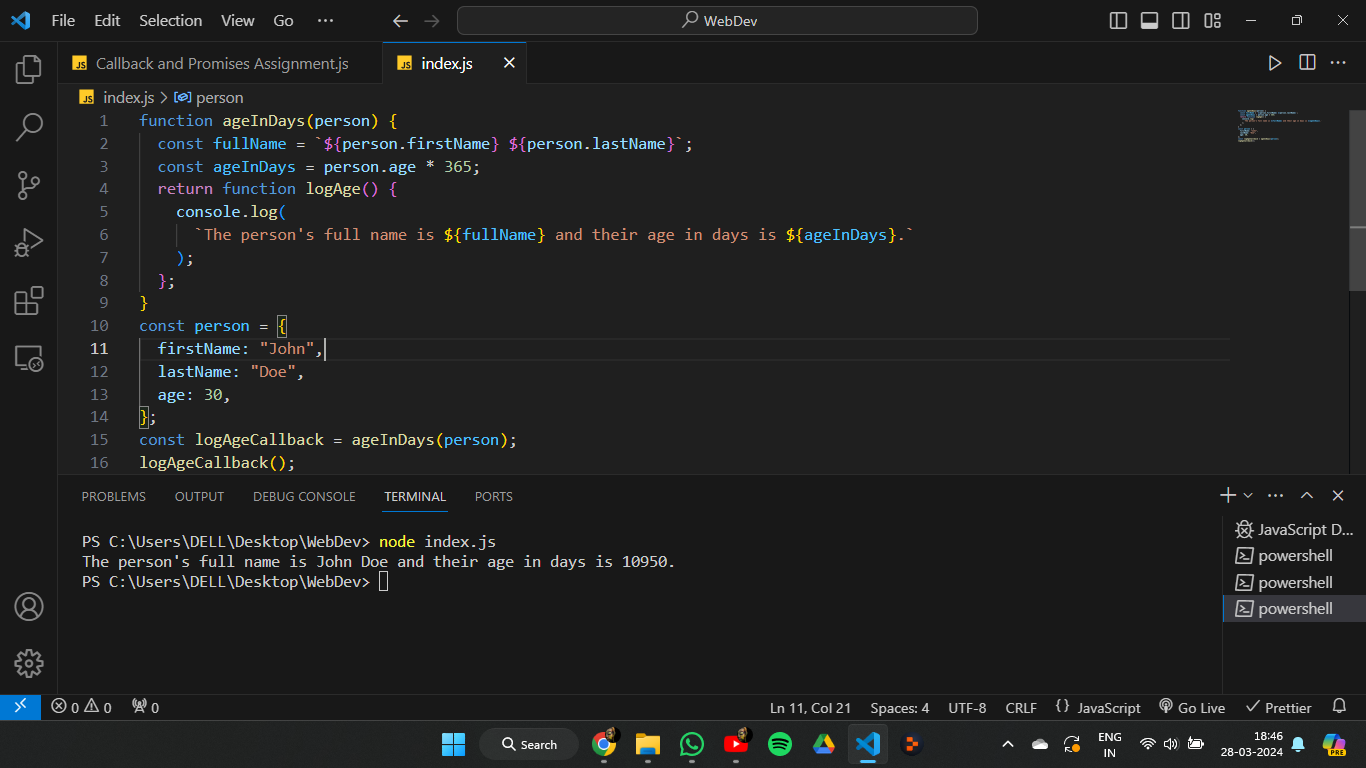 File Edit Selection View Go ··· WebDev
JS Callback and Promises Assignment.js JS index.js
JS index.js > person
1 function ageInDays(person) {
2 const fullName = `${person.firstName} ${person.lastName}`;
3 const ageInDays = person.age * 365;
4 return function logAge() {
5 console.log(
6 `The person's full name is ${fullName} and their age in days is ${ageInDays}.`
7 );
8 };
9 }
10 const person = {
11 firstName: "John",
12 lastName: "Doe",
13 age: 30,
14 };
15 const logAgeCallback = ageInDays(person);
16 logAgeCallback();
PROBLEMS OUTPUT DEBUG CONSOLE TERMINAL PORTS
PS C:\Users\DELL\Desktop\WebDev> node index.js
The person's full name is John Doe and their age in days is 10950.
PS C:\Users\DELL\Desktop\WebDev>
JavaScript D...
powershell
powershell
powershell
0 0 0 Ln 11, Col 21 Spaces: 4 UTF-8 CRLF {} JavaScript Go Live Prettier
Search
ENG
IN
18:46
28-03-2024
PRE